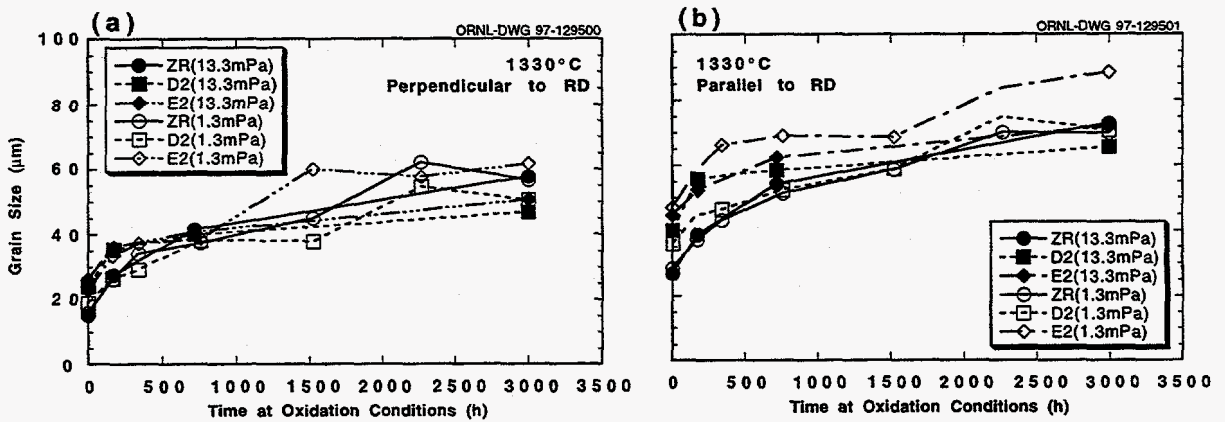 (a)
ORNL-DWG 97-129500
100
80
60
40
20
0
Grain Size (μm)
ZR(13.3mPa)
D2(13.3mPa)
E2(13.3mPa)
ZR(1.3mPa)
D2(1.3mPa)
E2(1.3mPa)
1330°C
Perpendicular to RD
0 500 1000 1500 2000 2500 3000 3500
Time at Oxidation Conditions (h)
(b)
ORNL-DWG 97-129501
1330°C
Parallel to RD
ZR(13.3mPa)
D2(13.3mPa)
E2(13.3mPa)
ZR(1.3mPa)
D2(1.3mPa)
E2(1.3mPa)
0 500 1000 1500 2000 2500 3000 3500
Time at Oxidation Conditions (h)